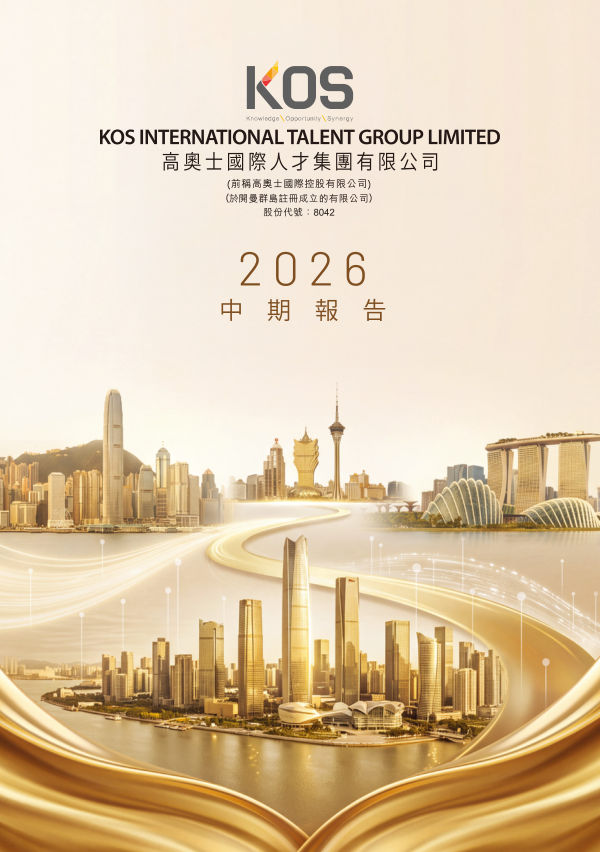 KOS
Knowledge\Opportunity\Synergy
KOS INTERNATIONAL TALENT GROUP LIMITED
高奧士國際人才集團有限公司
(前稱高奧士國際控股有限公司)
(於開曼群島註冊成立的有限公司)
股份代號：8042
2026
中期報告